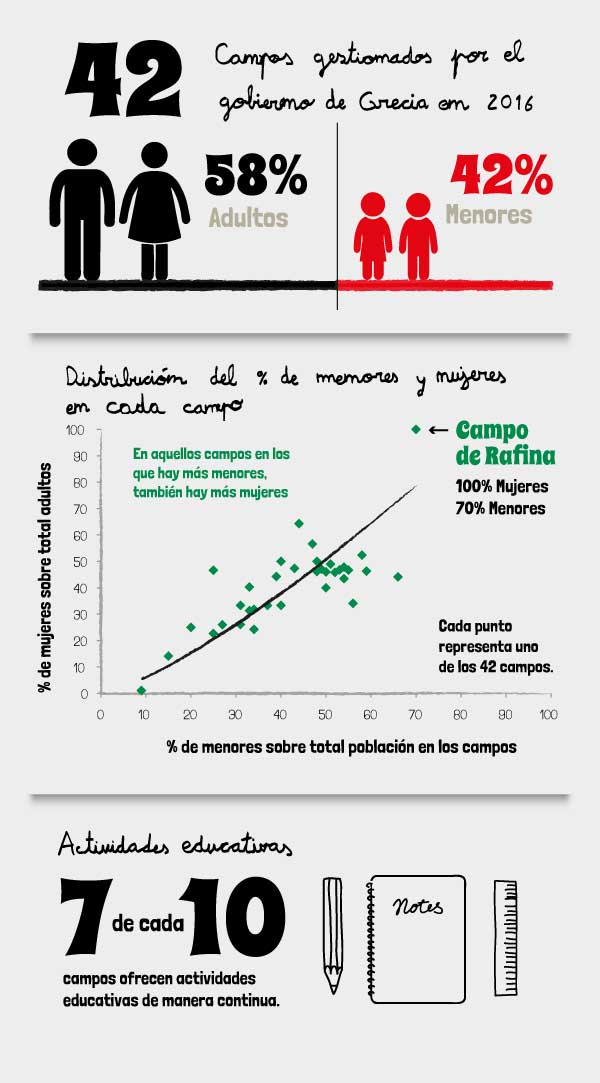 42
Campos gestionados por el
gobierno de Grecia en 2016
58%
Adultos
42%
Menores
Distribución del % de menores y mujeres
en cada campo
% de mujeres sobre total adultos
100
90
80
70
60
50
40
30
20
10
0
En aquellos campos en los
que hay más menores,
también hay más mujeres
Campo
de Rafina
100% Mujeres
70% Menores
Cada punto
representa uno
de los 42 campos.
0 10 20 30 40 50 60 70 80 90 100
% de menores sobre total población en los campos
Actividades educativas
7 de cada 10
campos ofrecen actividades
educativas de manera continua.
Notes